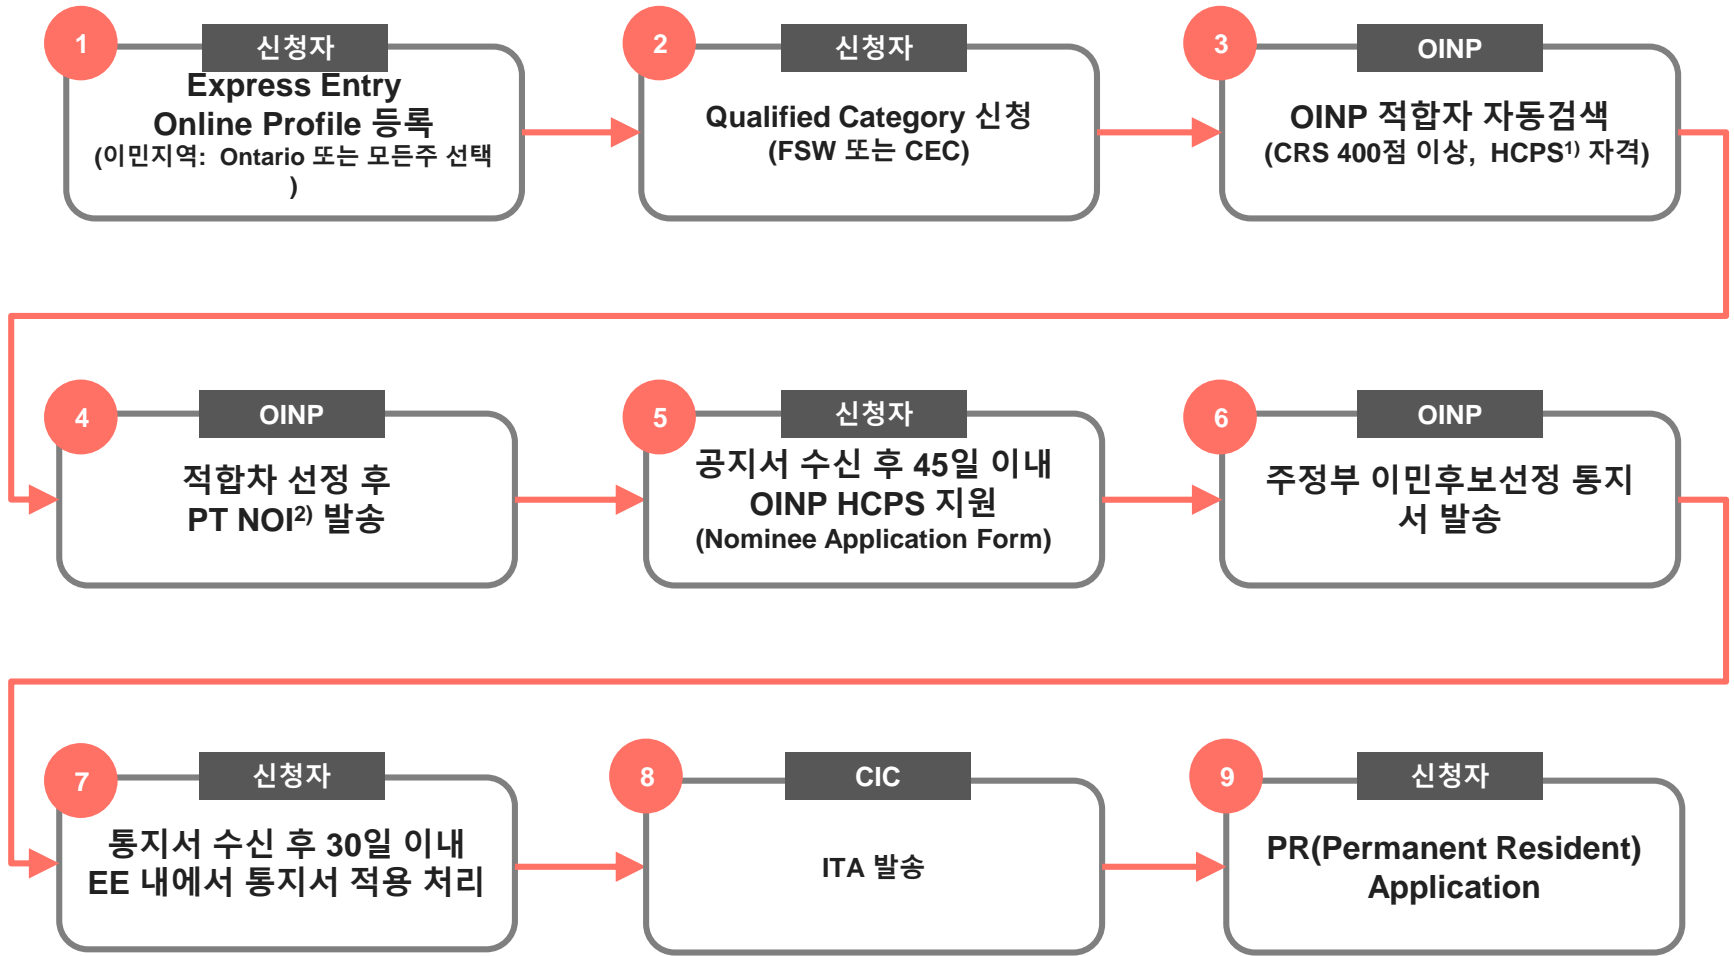 1
신청자
Express Entry
Online Profile 등록
(이민지역: Ontario 또는 모든주 선택
)
2
신청자
Qualified Category 신청
(FSW 또는 CEC)
3
OINP
OINP 적합자 자동검색
(CRS 400점 이상, HCPS1) 자격)
4
OINP
적합차 선정 후
PT NOI2) 발송
5
신청자
공지서 수신 후 45일 이내
OINP HCPS 지원
(Nominee Application Form)
6
OINP
주정부 이민후보선정 통지
서 발송
7
신청자
통지서 수신 후 30일 이내
EE 내에서 통지서 적용 처리
8
CIC
ITA 발송
9
신청자
PR(Permanent Resident)
Application